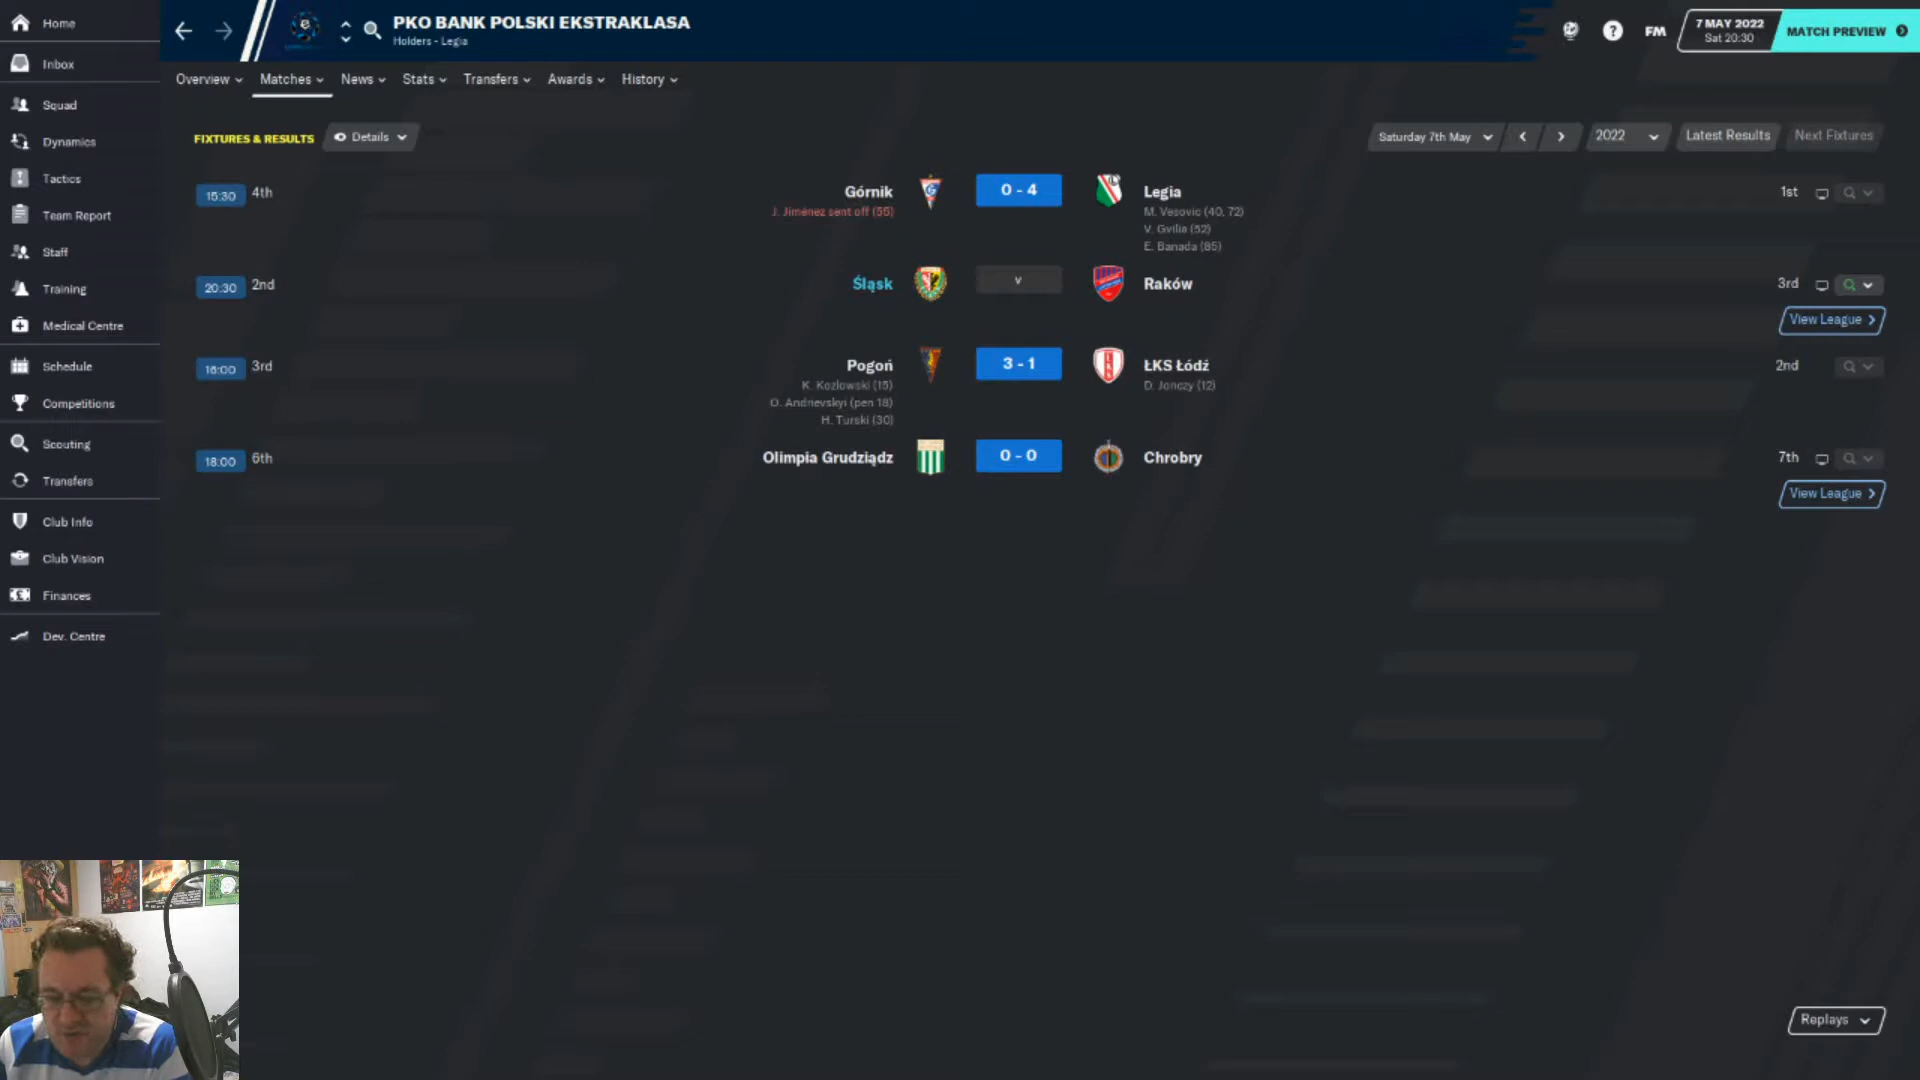 Home
Inbox
Squad
Dynamics
Tactics
Team Report
Staff
Training
Medical Centre
Schedule
Competitions
Scouting
Transfers
Club Info
Club Vision
Finances
Dev. Centre
PKO BANK POLSKI EKSTRAKLASA
Holders - Legia
FM
7 MAY 2022
Sat 20:30
MATCH PREVIEW
Overview
Matches
News
Stats
Transfers
Awards
History
FIXTURES & RESULTS
Details
Saturday 7th May
2022
Latest Results
Next Fixtures
15:30 4th Górnik 0 - 4 Legia 1st
J. Jiménez sent off (55) M. Vesovic (40, 72)
V. Gvilia (52)
E. Banada (85)
20:30 2nd Śląsk v Raków 3rd
View League
16:00 3rd Pogoń 3 - 1 ŁKS Łódź 2nd
K. Kozlowski (15) D. Jonczy (12)
O. Andrievskyi (pen 18)
H. Turski (30)
18:00 6th Olimpia Grudziądz 0 - 0 Chrobry 7th
View League
Replays